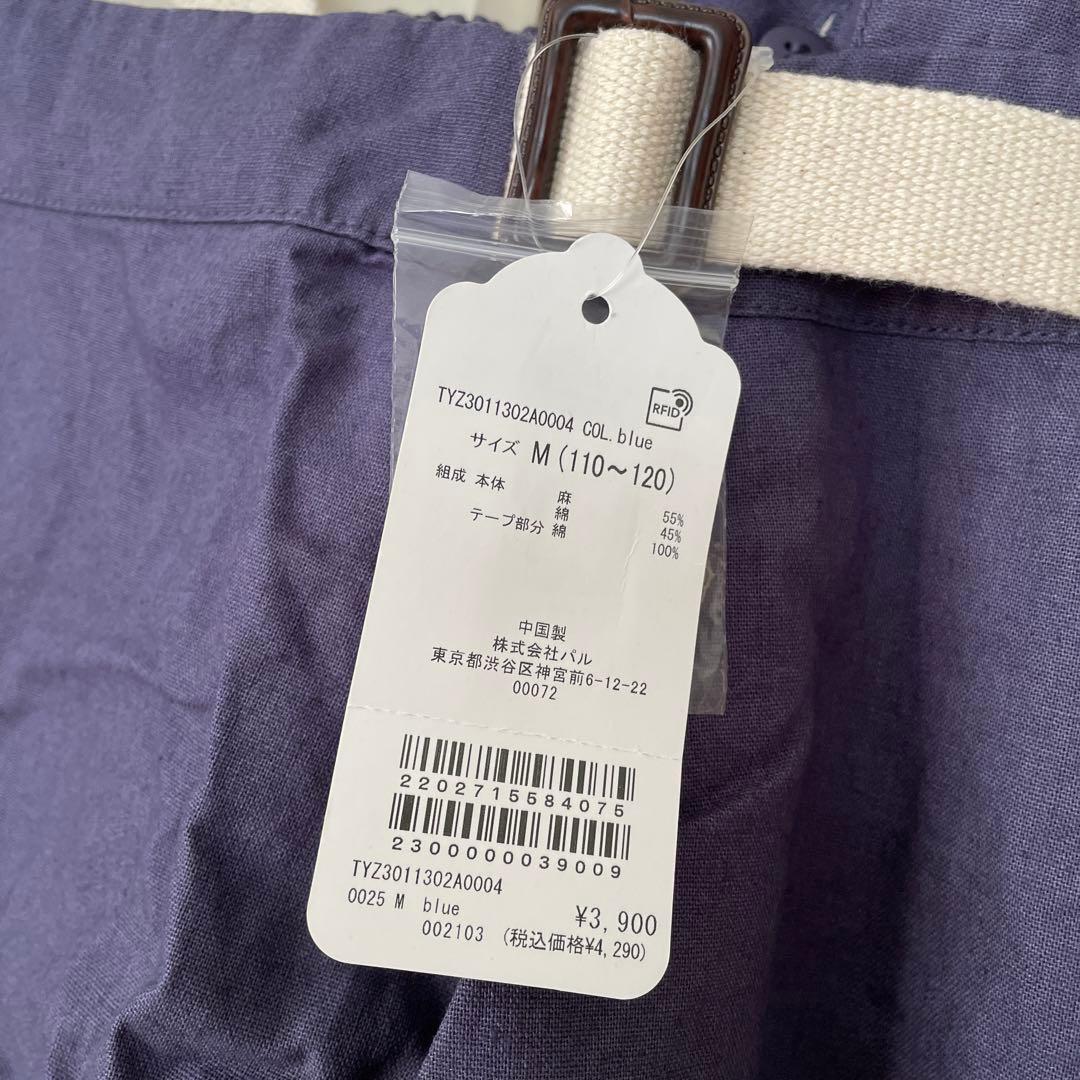 RFID
TYZ3011302A0004 COL.blue
サイズ M(110〜120)
組成 本体 麻 55%
綿 45%
テープ部分 綿 100%
中国製
株式会社パル
東京都渋谷区神宮前6-12-22
00072
2202715584075
2300000039009
TYZ3011302A0004
0025 M blue ¥3,900
002103 (税込価格¥4,290)